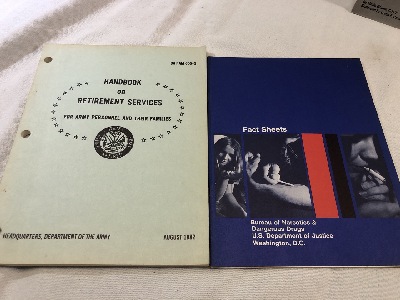 HANDBOOK
ON
RETIREMENT SERVICES
FOR ARMY PERSONNEL AND THEIR FAMILIES
HEADQUARTERS, DEPARTMENT OF THE ARMY
AUGUST 1982
Fact Sheets
Bureau of Narcotics &
Dangerous Drugs
U.S. Department of Justice
Washington, D.C.